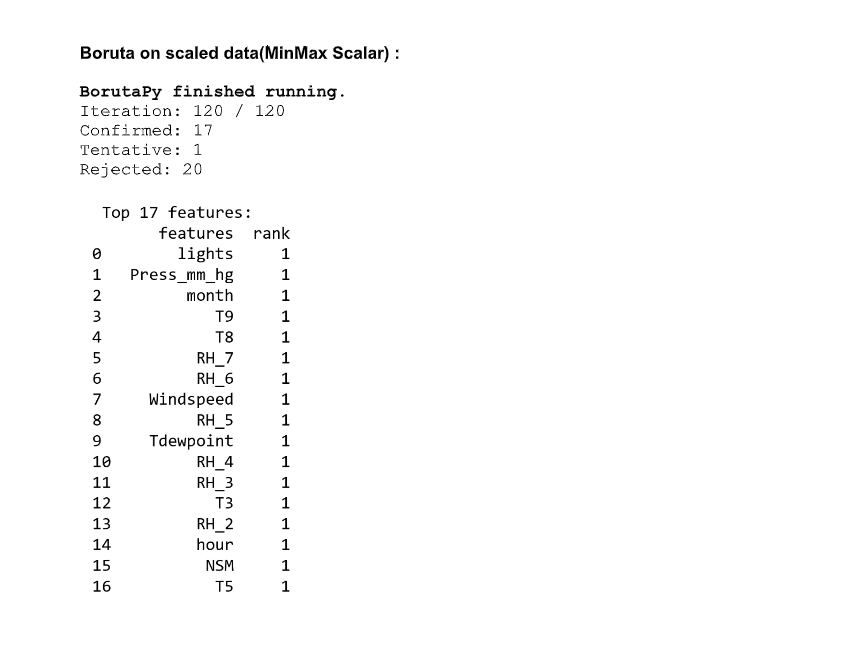 Boruta on scaled data(MinMax Scalar) :
BorutaPy finished running.
Iteration: 120 / 120
Confirmed: 17
Tentative: 1
Rejected: 20
Top 17 features:
features rank
0 lights 1
1 Press_mm_hg 1
2 month 1
3 T9 1
4 T8 1
5 RH_7 1
6 RH_6 1
7 Windspeed 1
8 RH_5 1
9 Tdewpoint 1
10 RH_4 1
11 RH_3 1
12 T3 1
13 RH_2 1
14 hour 1
15 NSM 1
16 T5 1